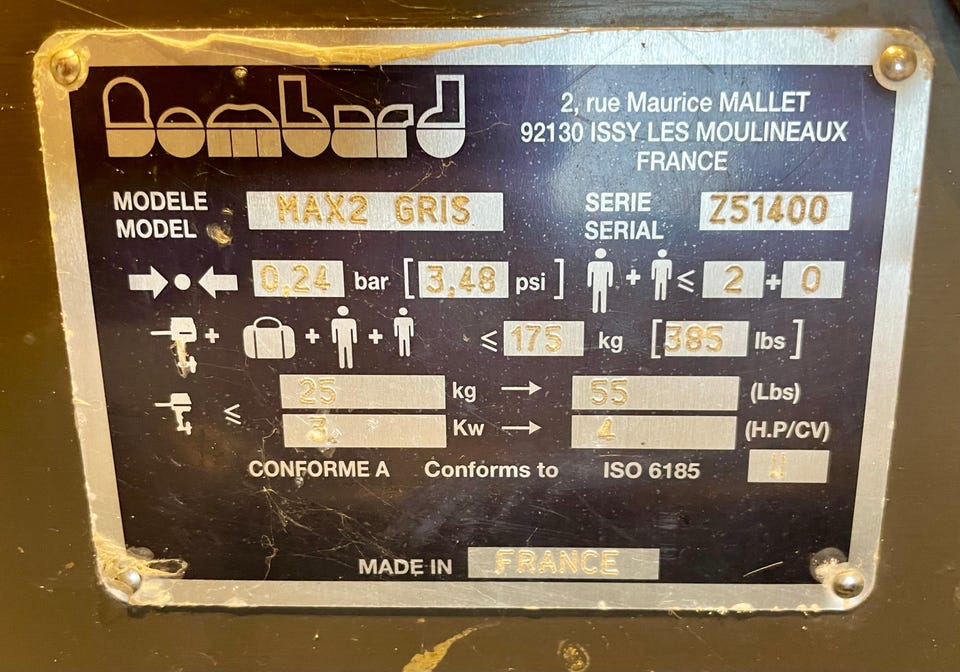 Bombard
2, rue Maurice MALLET
92130 ISSY LES MOULINEAUX
FRANCE
MODELE MAX2 GRIS SERIE Z51400
MODEL SERIAL
0,24 bar [3,48 psi] + ≤ 2 + 0
+ + + ≤ 175 kg [385 lbs]
≤ 25 kg → 55 (Lbs)
3. Kw → 4 (H.P/CV)
CONFORME A Conforms to ISO 6185
MADE IN FRANCE